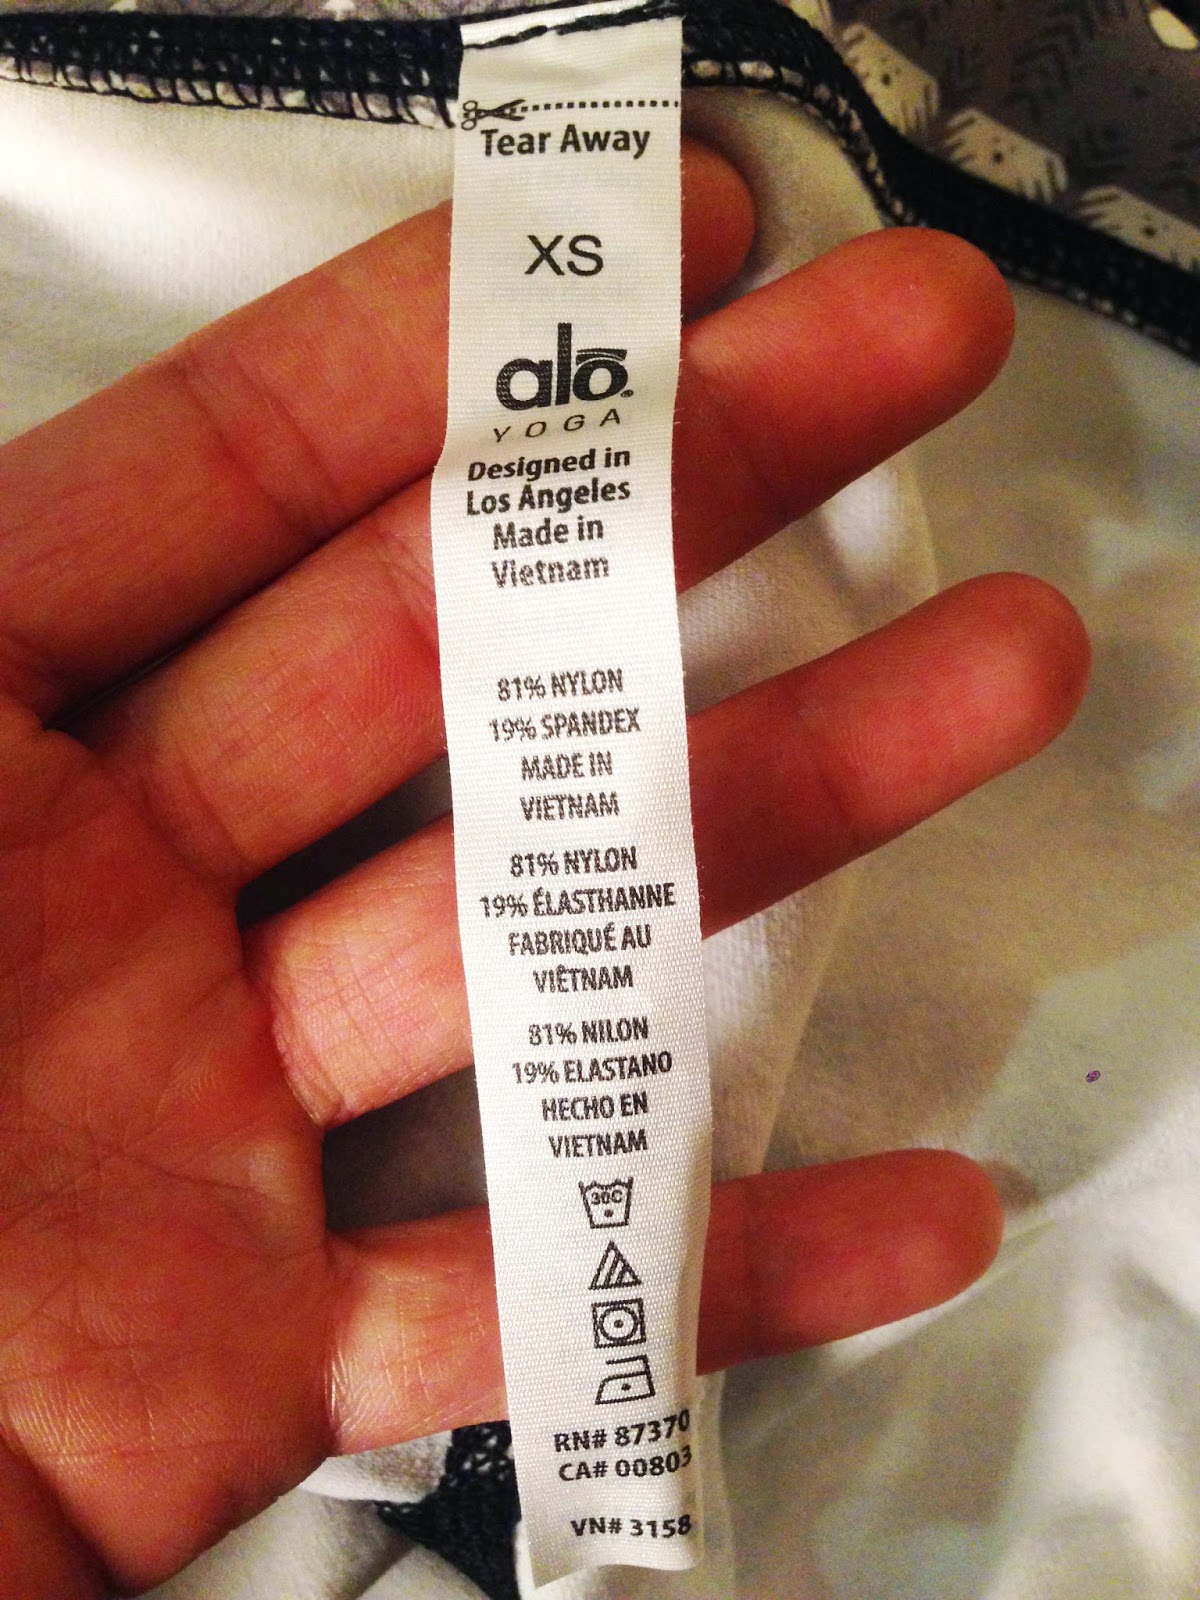 Tear Away
XS
alō®
YOGA
Designed in
Los Angeles
Made in
Vietnam
81% NYLON
19% SPANDEX
MADE IN
VIETNAM
81% NYLON
19% ÉLASTHANNE
FABRIQUÉ AU
VIÊTNAM
81% NILON
19% ELASTANO
HECHO EN
VIETNAM
30C
RN# 87370
CA# 00803
VN# 3158